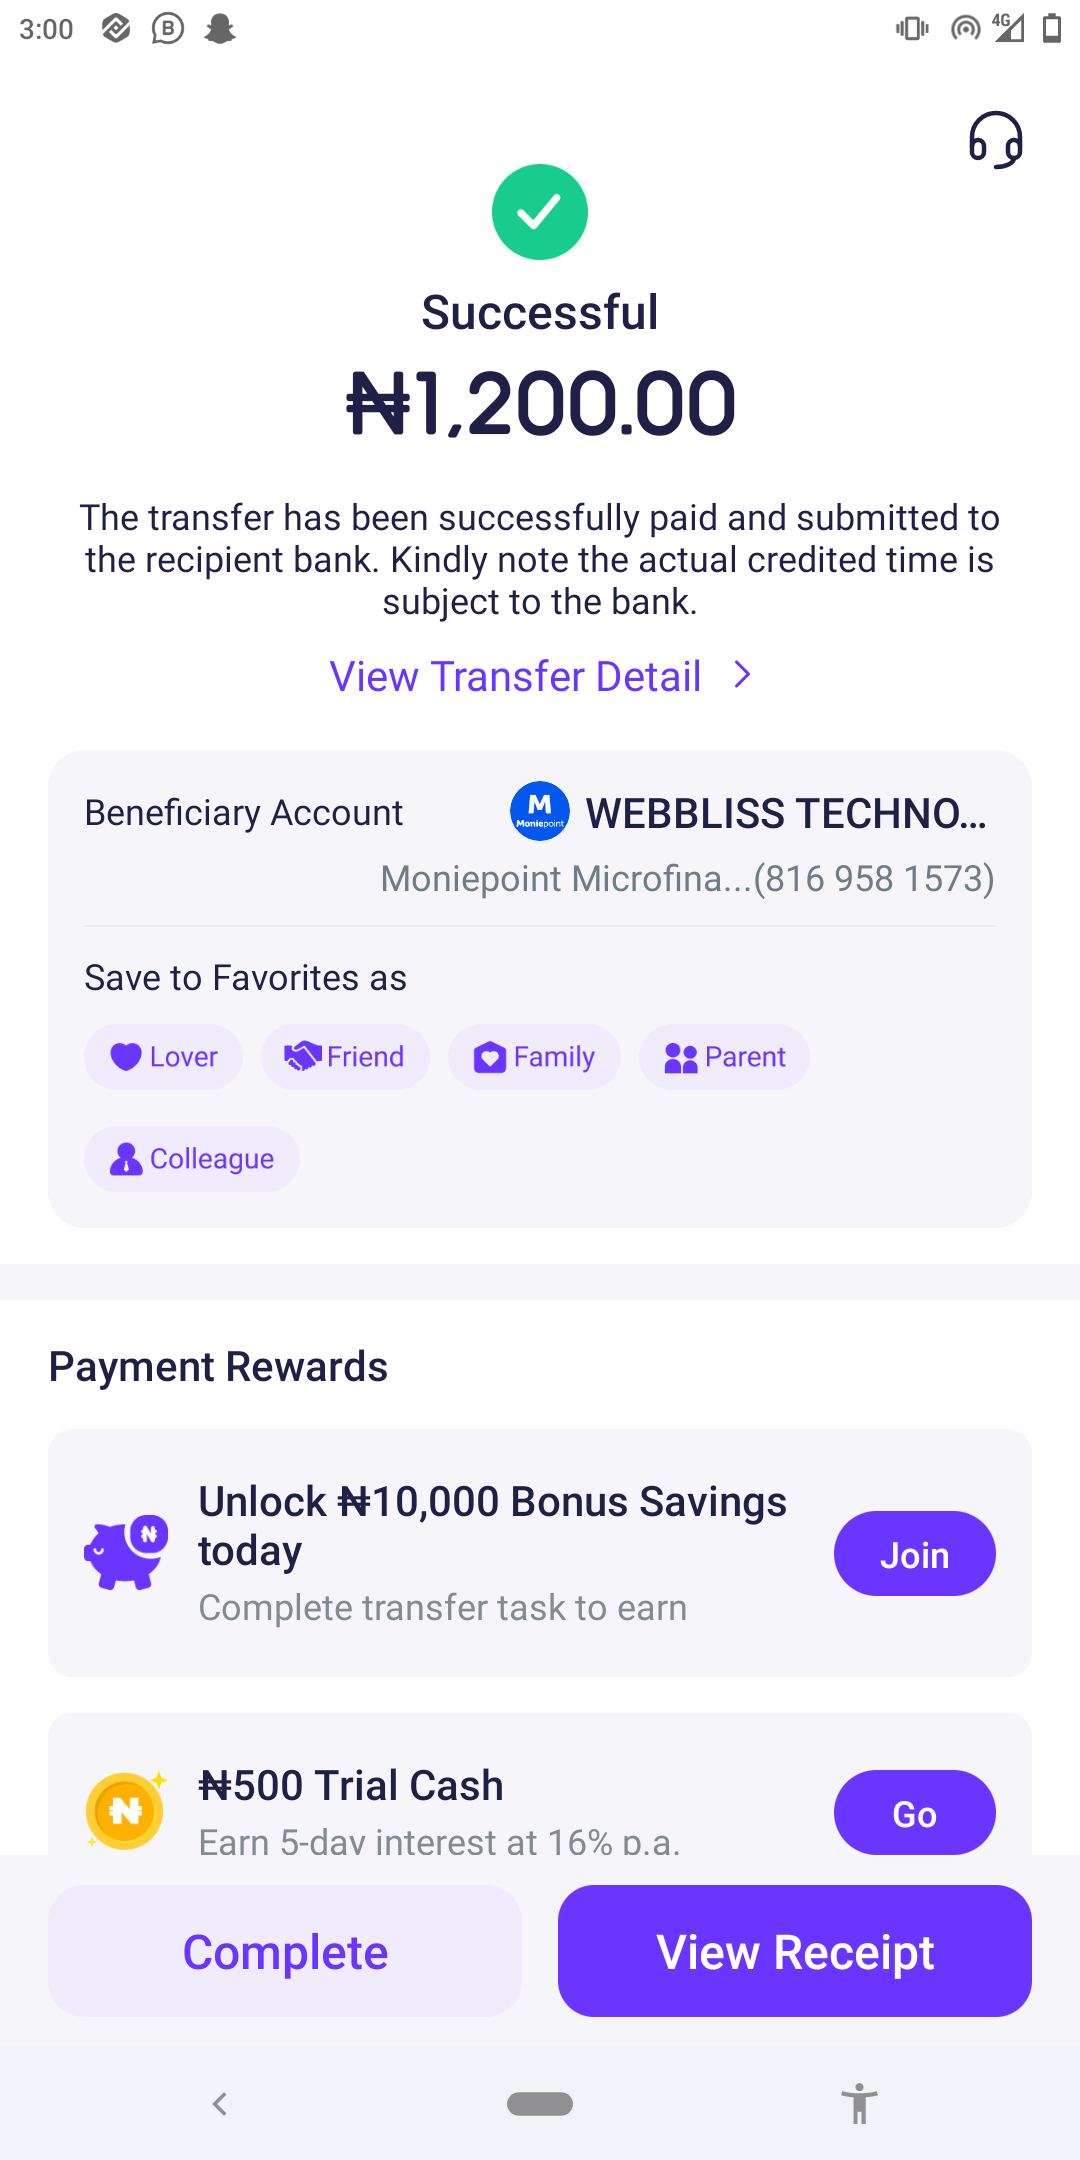 3:00
B
4G
Successful
₦1,200.00
The transfer has been successfully paid and submitted to
the recipient bank. Kindly note the actual credited time is
subject to the bank.
View Transfer Detail
Beneficiary Account
M
Moniepoint
WEBBLISS TECHNO...
Moniepoint Microfina...(816 958 1573)
Save to Favorites as
Lover
Friend
Family
Parent
Colleague
Payment Rewards
Unlock ₦10,000 Bonus Savings
today
Complete transfer task to earn
Join
₦500 Trial Cash
Earn 5-day interest at 16% p.a.
Go
Complete
View Receipt